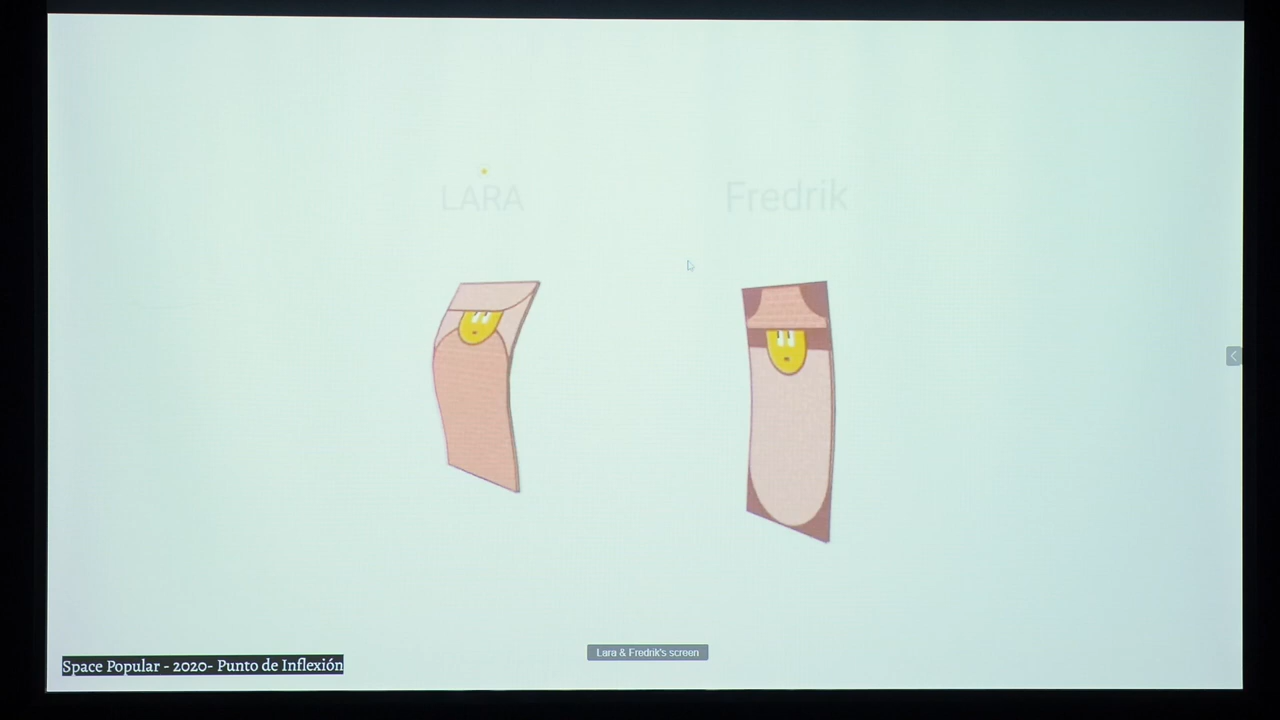 LARA
Fredrik
Lara & Fredrik's screen
Space Popular - 2020- Punto de Inflexión